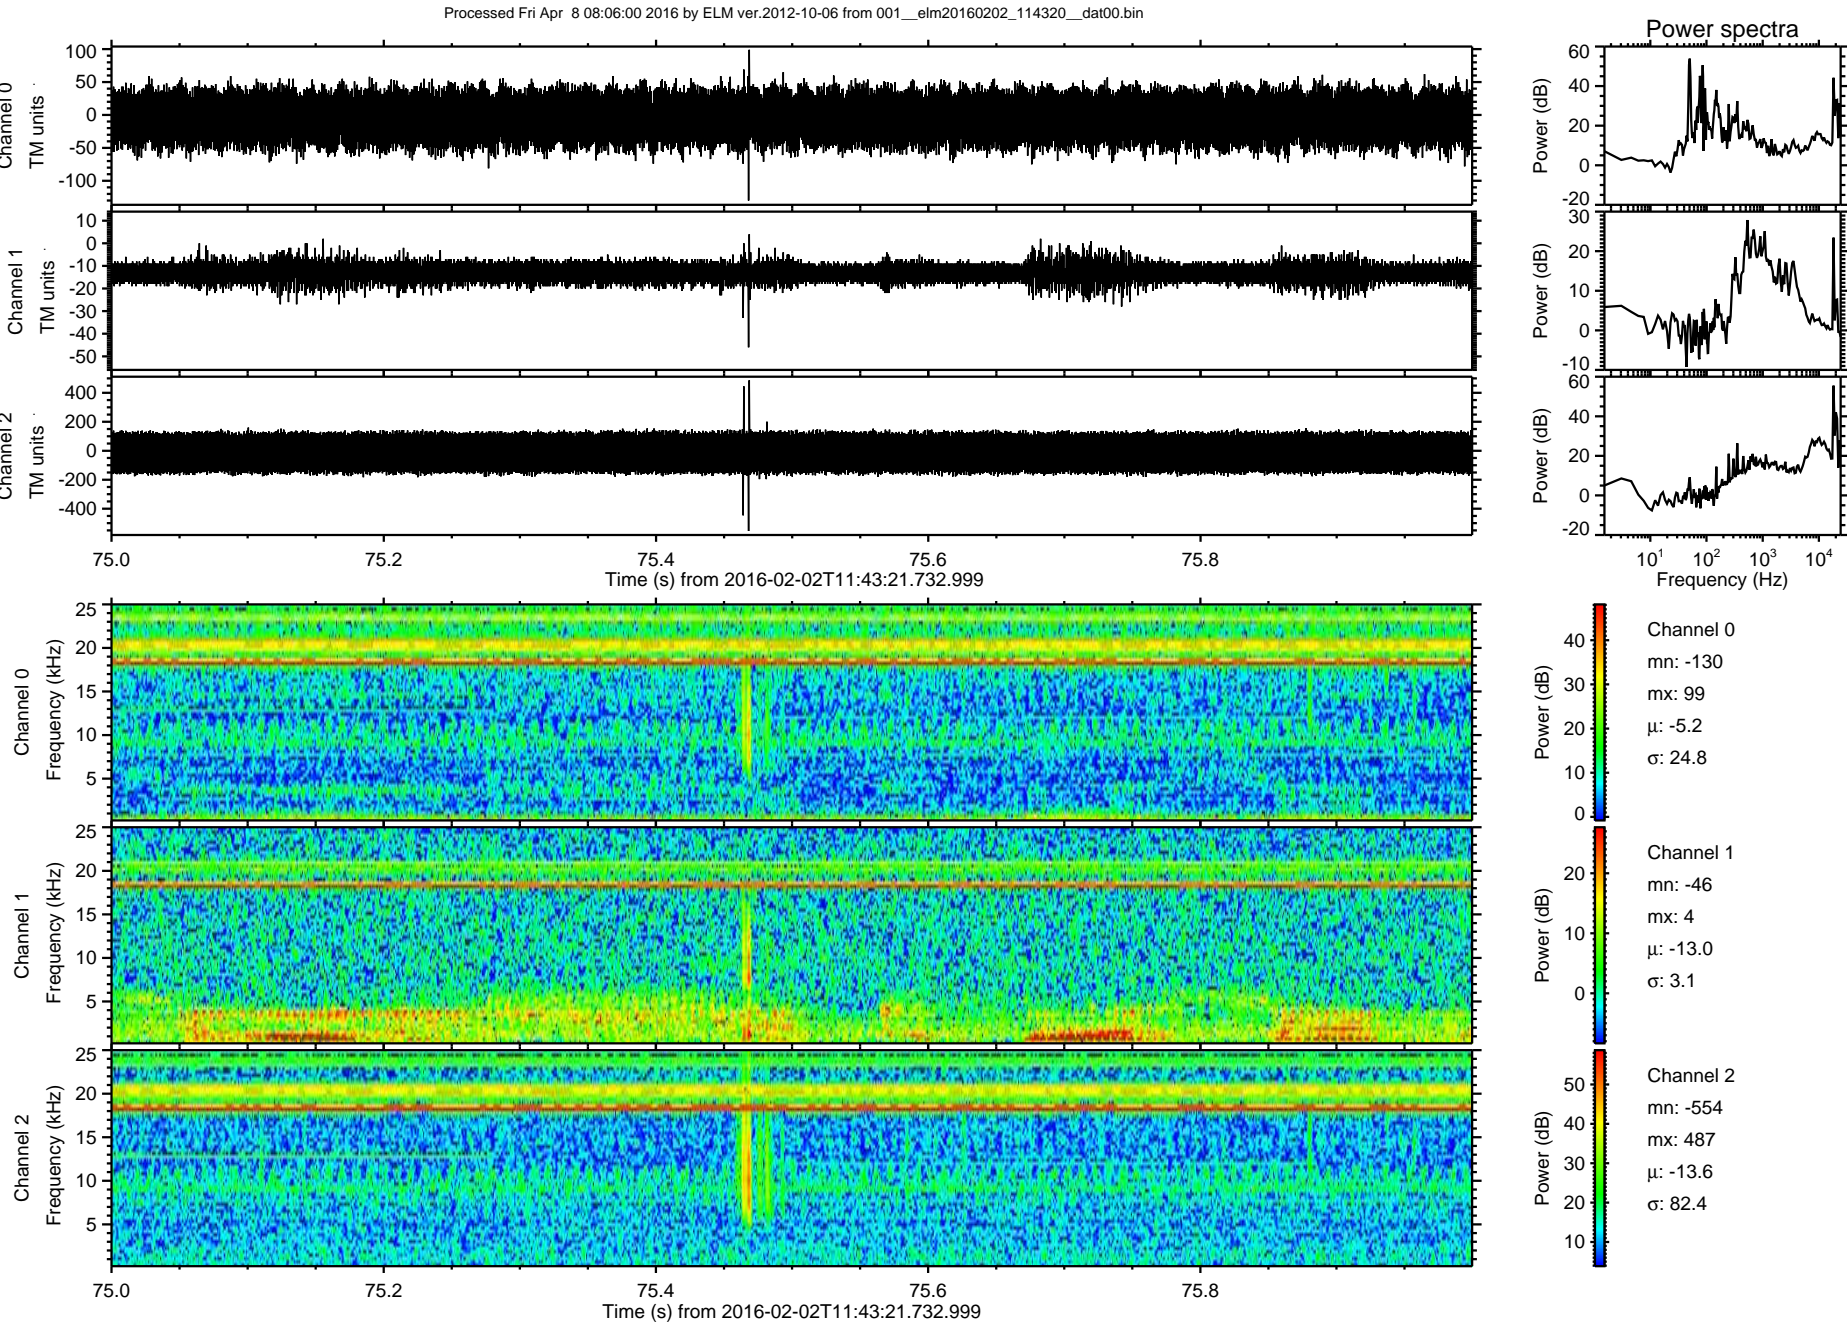 Processed Fri Apr  8 08:06:00 2016 by ELM ver.2012-10-06 from 001__elm20160202_114320__dat00.bin
Power spectra
Channel 0
TM units
100
50
0
-50
-100
Power (dB)
60
40
20
0
-20
Channel 1
TM units
10
0
-10
-20
-30
-40
-50
Power (dB)
30
20
10
0
-10
Channel 2
TM units
400
200
0
-200
-400
Power (dB)
60
40
20
0
-20
75.0 75.2 75.4 75.6 75.8
Time (s) from 2016-02-02T11:43:21.732.999
10^1 10^2 10^3 10^4
Frequency (Hz)
Channel 0
Frequency (kHz)
25
20
15
10
5
Power (dB)
40
30
20
10
0
Channel 0
mn: -130
mx: 99
μ: -5.2
σ: 24.8
Channel 1
Frequency (kHz)
25
20
15
10
5
Power (dB)
20
10
0
Channel 1
mn: -46
mx: 4
μ: -13.0
σ: 3.1
Channel 2
Frequency (kHz)
25
20
15
10
5
Power (dB)
50
40
30
20
10
Channel 2
mn: -554
mx: 487
μ: -13.6
σ: 82.4
75.0 75.2 75.4 75.6 75.8
Time (s) from 2016-02-02T11:43:21.732.999